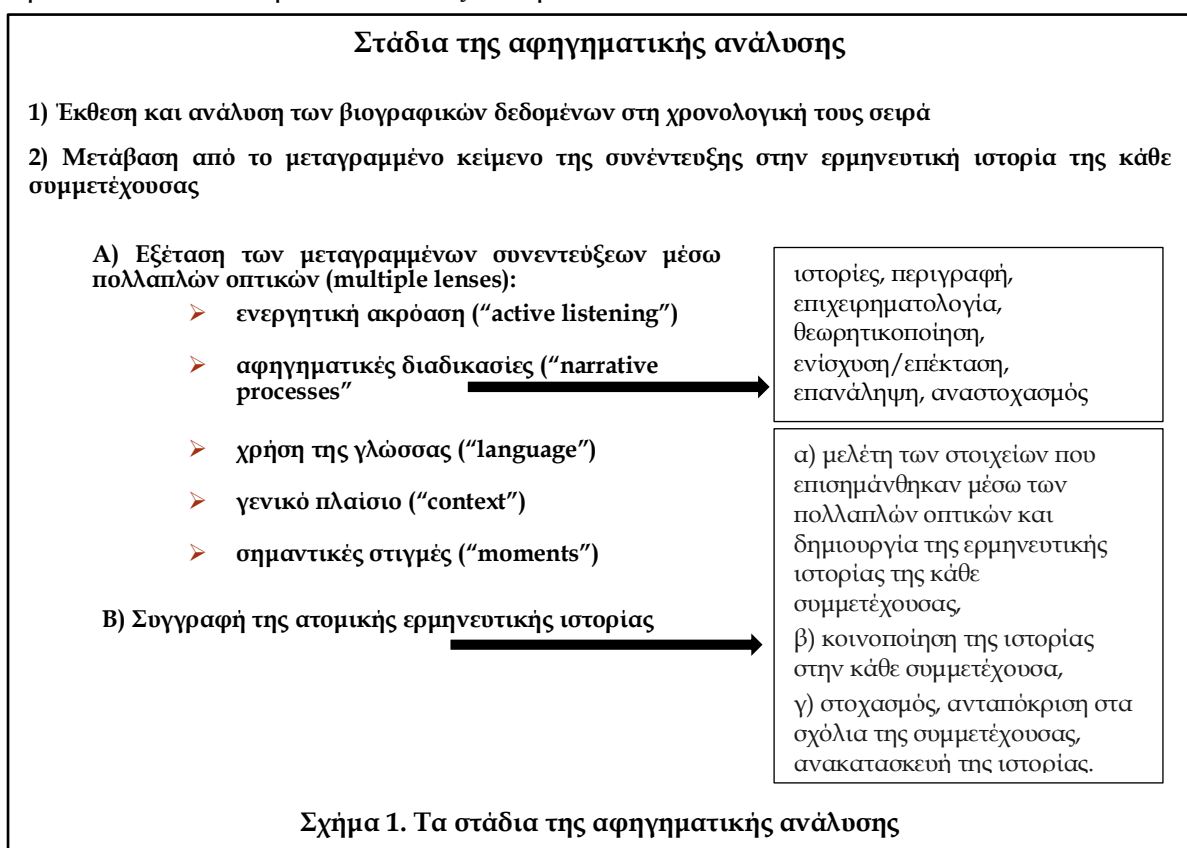 Στάδια της αφηγηματικής ανάλυσης
1) Έκθεση και ανάλυση των βιογραφικών δεδομένων στη χρονολογική τους σειρά
2) Μετάβαση από το μεταγραμμένο κείμενο της συνέντευξης στην ερμηνευτική ιστορία της κάθε
συμμετέχουσας
Α) Εξέταση των μεταγραμμένων συνεντεύξεων μέσω
πολλαπλών οπτικών (multiple lenses):
ενεργητική ακρόαση (“active listening”)
αφηγηματικές διαδικασίες (“narrative
processes”
χρήση της γλώσσας (“language”)
γενικό πλαίσιο (“context”)
σημαντικές στιγμές (“moments”)
Β) Συγγραφή της ατομικής ερμηνευτικής ιστορίας
ιστορίες, περιγραφή,
επιχειρηματολογία,
θεωρητικοποίηση,
ενίσχυση/επέκταση,
επανάληψη, αναστοχασμός
α) μελέτη των στοιχείων που
επισημάνθηκαν μέσω των
πολλαπλών οπτικών και
δημιουργία της ερμηνευτικής
ιστορίας της κάθε
συμμετέχουσας,
β) κοινοποίηση της ιστορίας
στην κάθε συμμετέχουσα,
γ) στοχασμός, ανταπόκριση στα
σχόλια της συμμετέχουσας,
ανακατασκευή της ιστορίας.
Σχήμα 1. Τα στάδια της αφηγηματικής ανάλυσης